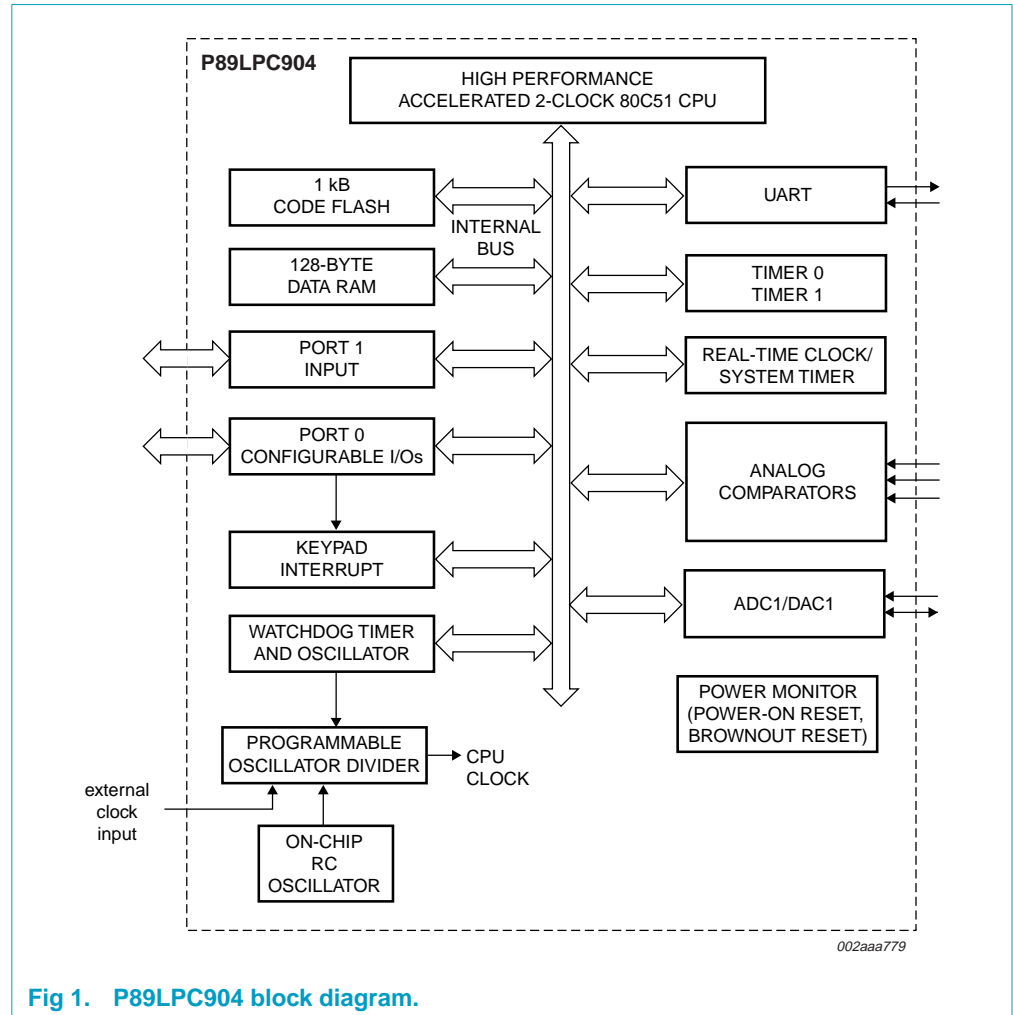 P89LPC904
HIGH PERFORMANCE
ACCELERATED 2-CLOCK 80C51 CPU
1 kB
CODE FLASH
INTERNAL
BUS
128-BYTE
DATA RAM
PORT 1
INPUT
PORT 0
CONFIGURABLE I/Os
KEYPAD
INTERRUPT
WATCHDOG TIMER
AND OSCILLATOR
PROGRAMMABLE
OSCILLATOR DIVIDER
CPU
CLOCK
external
clock
input
ON-CHIP
RC
OSCILLATOR
UART
TIMER 0
TIMER 1
REAL-TIME CLOCK/
SYSTEM TIMER
ANALOG
COMPARATORS
ADC1/DAC1
POWER MONITOR
(POWER-ON RESET,
BROWNOUT RESET)
002aaa779
Fig 1. P89LPC904 block diagram.